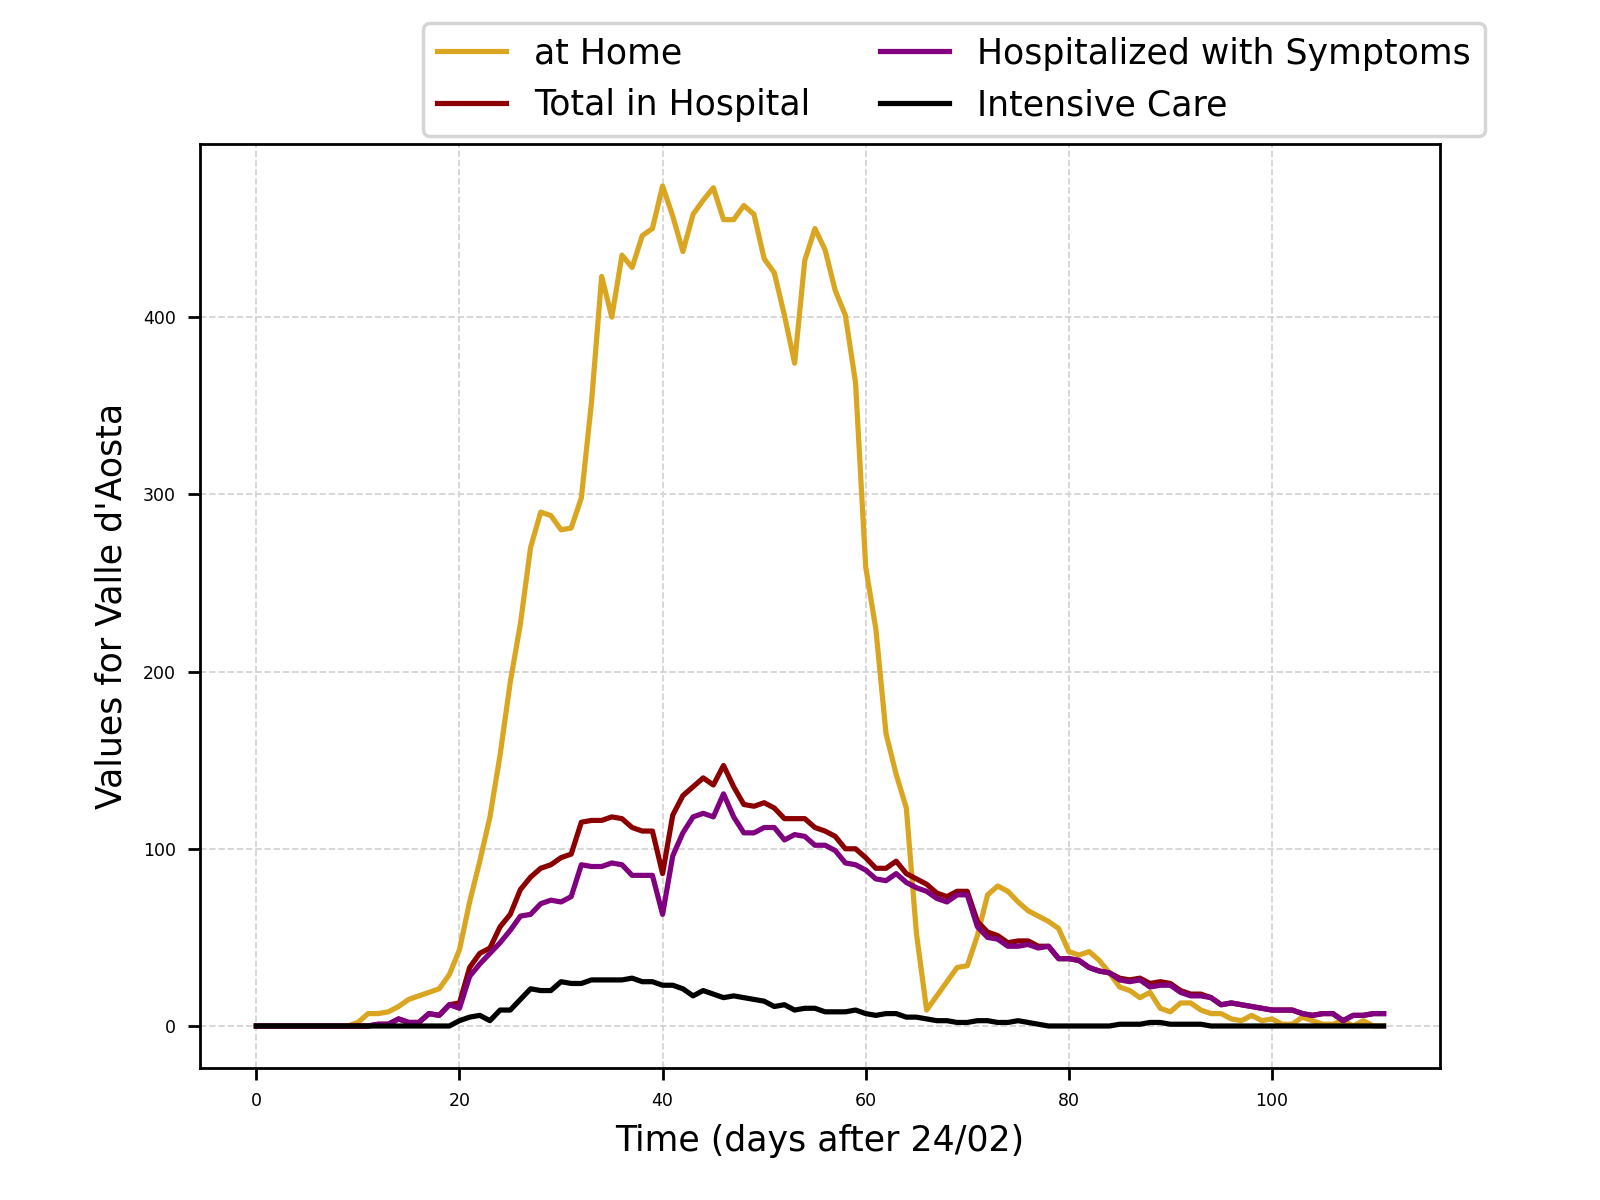 at Home
Total in Hospital
Hospitalized with Symptoms
Intensive Care
Values for Valle d'Aosta
400
300
200
100
0
0 20 40 60 80 100
Time (days after 24/02)